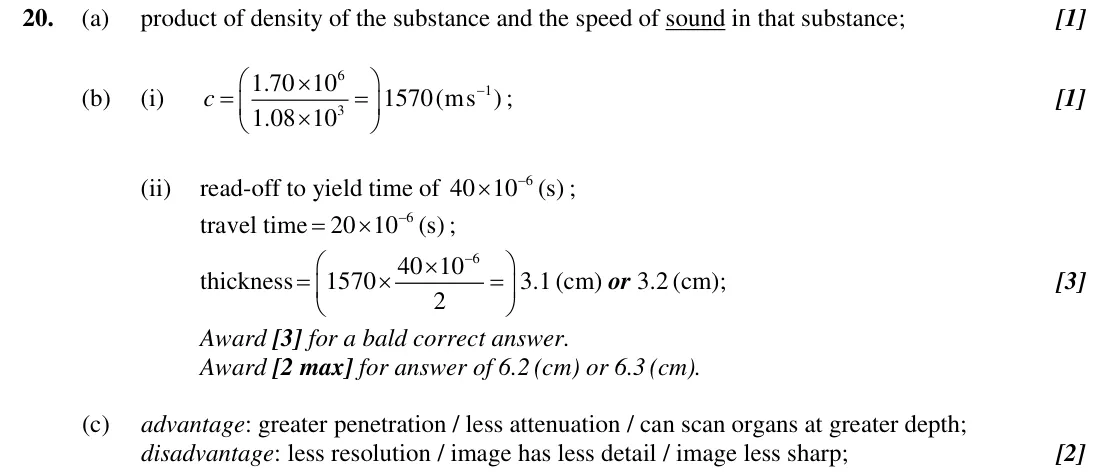 20. (a) product of density of the substance and the speed of sound in that substance; [1]
(b) (i) c = (1.70×10⁶ / 1.08×10³ =) 1570 (m s⁻¹) ; [1]
(ii) read-off to yield time of 40×10⁻⁶ (s) ;
travel time = 20×10⁻⁶ (s) ;
thickness = (1570× 40×10⁻⁶ / 2 =) 3.1 (cm) or 3.2 (cm); [3]
Award [3] for a bald correct answer.
Award [2 max] for answer of 6.2 (cm) or 6.3 (cm).
(c) advantage: greater penetration / less attenuation / can scan organs at greater depth;
disadvantage: less resolution / image has less detail / image less sharp; [2]